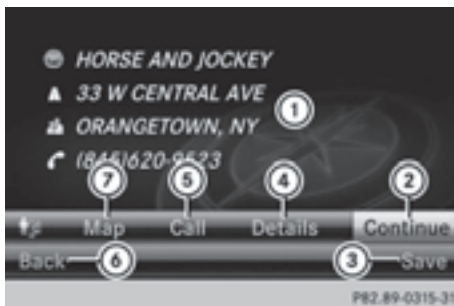 HORSE AND JOCKEY
33 W CENTRAL AVE
1
ORANGETOWN, NY
(845)620-9523
7 5 4 2
Map Call Details Continue
Back 6 3 Save
P82.89-0315-31